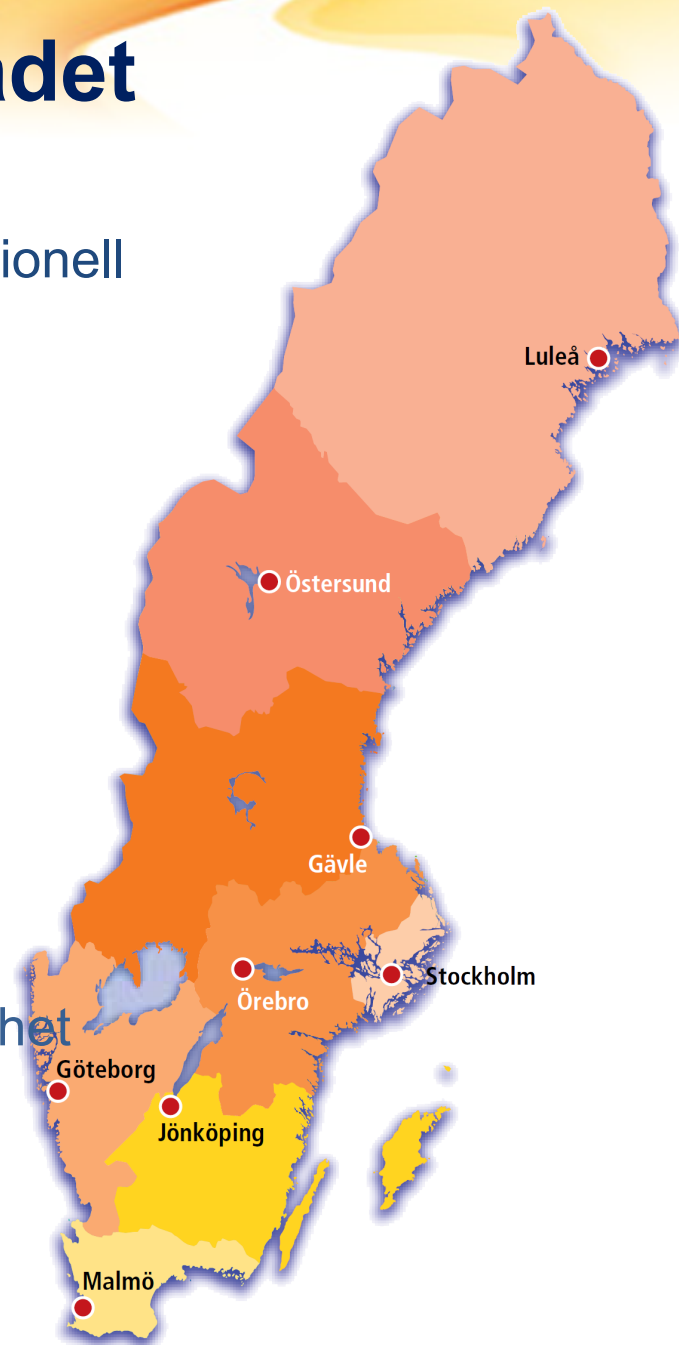 adet
ionell
Luleå
Östersund
Gävle
Stockholm
Örebro
het
Göteborg
Jönköping
Malmö